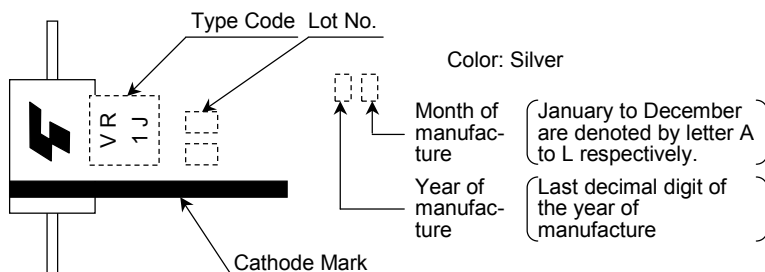 Type Code
Lot No.
Color: Silver
VR
1J
Month of
manufac-
ture
January to December
are denoted by letter A
to L respectively.
Year of
manufac-
ture
Last decimal digit of
the year of
manufacture
Cathode Mark